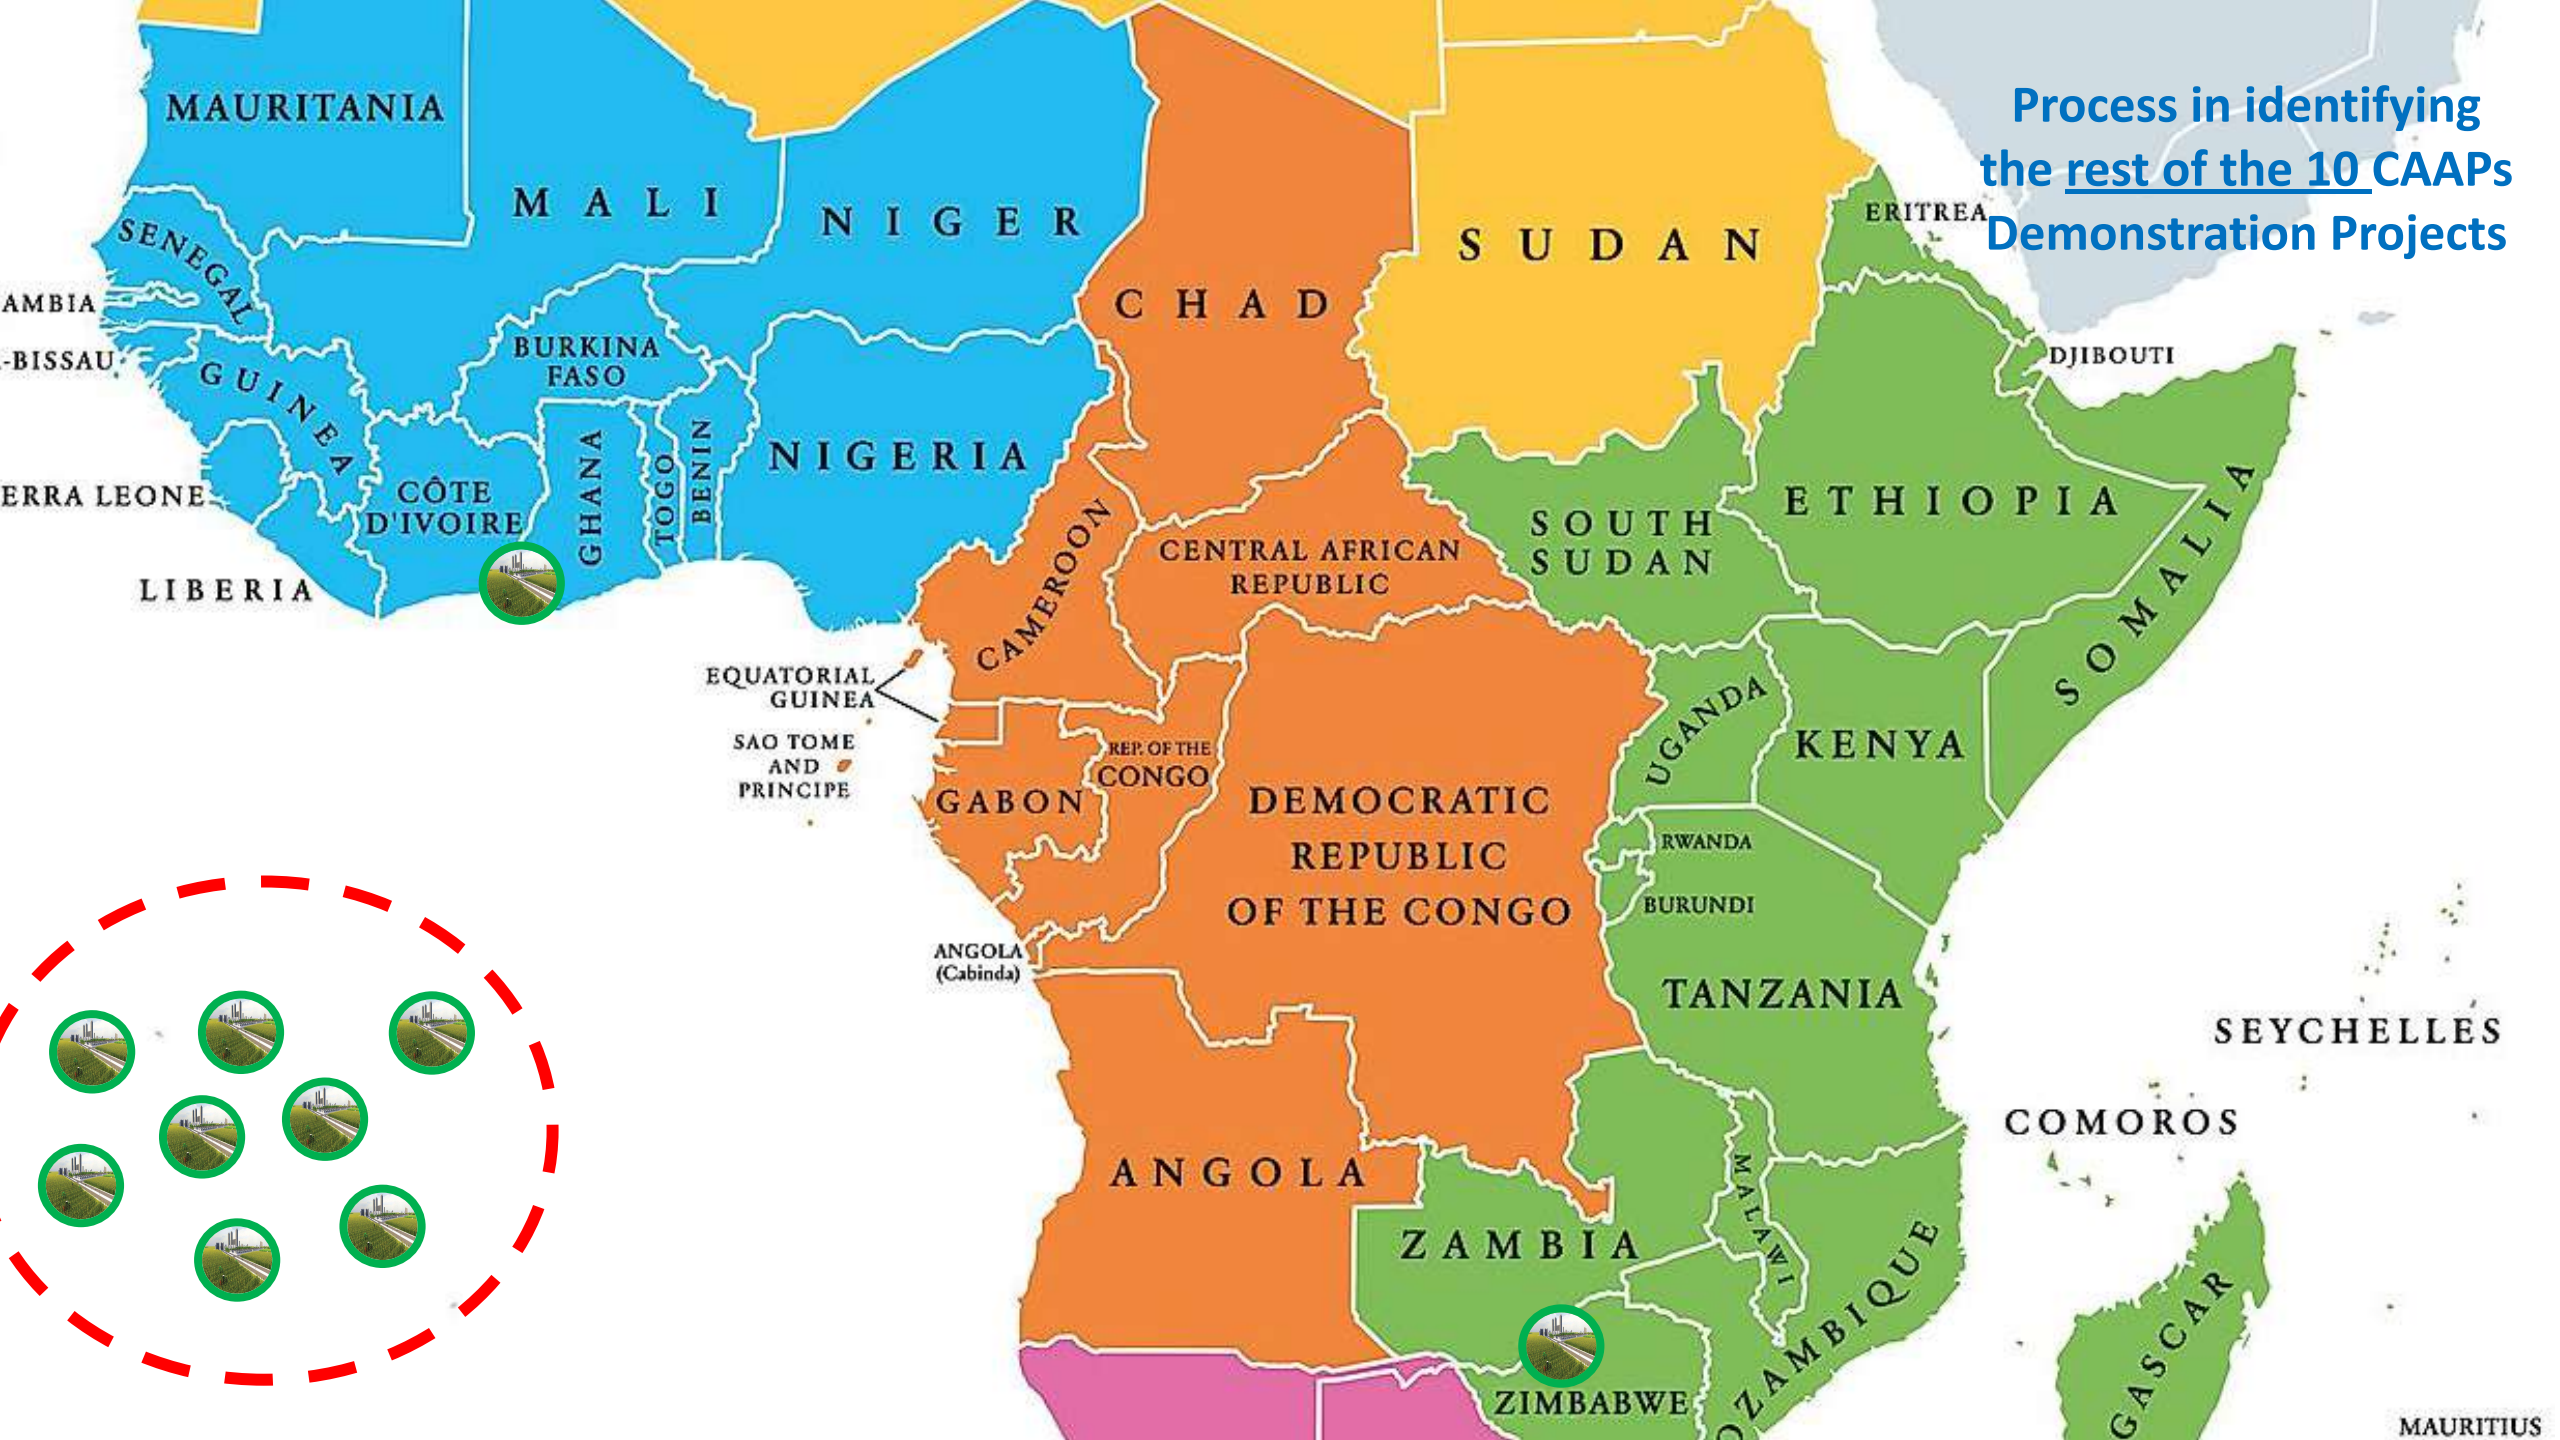 Process in identifying
the rest of the 10 CAAPs
Demonstration Projects
MAURITANIA
MALI
NIGER
CHAD
SUDAN
ERITREA
SENEGAL
AMBIA
-BISSAU
GUINEA
BURKINA
FASO
DJIBOUTI
NIGERIA
GHANA
TOGO
BENIN
ERRA LEONE
CÔTE
D'IVOIRE
LIBERIA
CAMEROON
CENTRAL AFRICAN
REPUBLIC
SOUTH
SUDAN
ETHIOPIA
SOMALIA
EQUATORIAL
GUINEA
SAO TOME
AND
PRINCIPE
GABON
REP. OF THE
CONGO
DEMOCRATIC
REPUBLIC
OF THE CONGO
UGANDA
KENYA
RWANDA
BURUNDI
ANGOLA
(Cabinda)
TANZANIA
SEYCHELLES
COMOROS
ANGOLA
ZAMBIA
MALAWI
OZAMBIQUE
ZIMBABWE
GASCAR
MAURITIUS